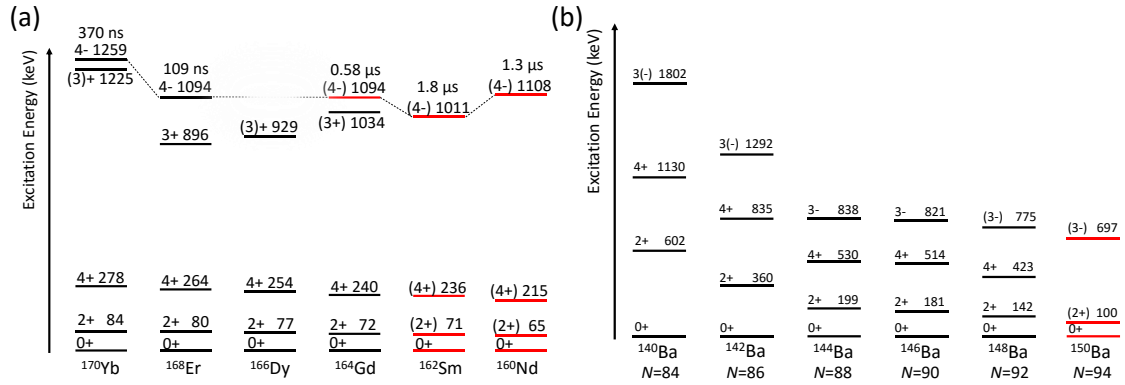 (a)
Excitation Energy (keV)
370 ns
4- 1259
(3)+ 1225
4+ 278
2+ 84
0+
170Yb
109 ns
4- 1094
3+ 896
4+ 264
2+ 80
0+
168Er
(3)+ 929
4+ 254
2+ 77
0+
166Dy
0.58 μs
(4-) 1094
(3+) 1034
4+ 240
2+ 72
0+
164Gd
1.8 μs
(4-) 1011
(4+) 236
(2+) 71
0+
162Sm
1.3 μs
(4-) 1108
(4+) 215
(2+) 65
0+
160Nd
(b)
Excitation Energy (keV)
3(-) 1802
4+ 1130
2+ 602
0+
140Ba
N=84
3(-) 1292
4+ 835
2+ 360
0+
142Ba
N=86
3- 838
4+ 530
2+ 199
0+
144Ba
N=88
3- 821
4+ 514
2+ 181
0+
146Ba
N=90
(3-) 775
4+ 423
2+ 142
0+
148Ba
N=92
(3-) 697
(2+) 100
0+
150Ba
N=94